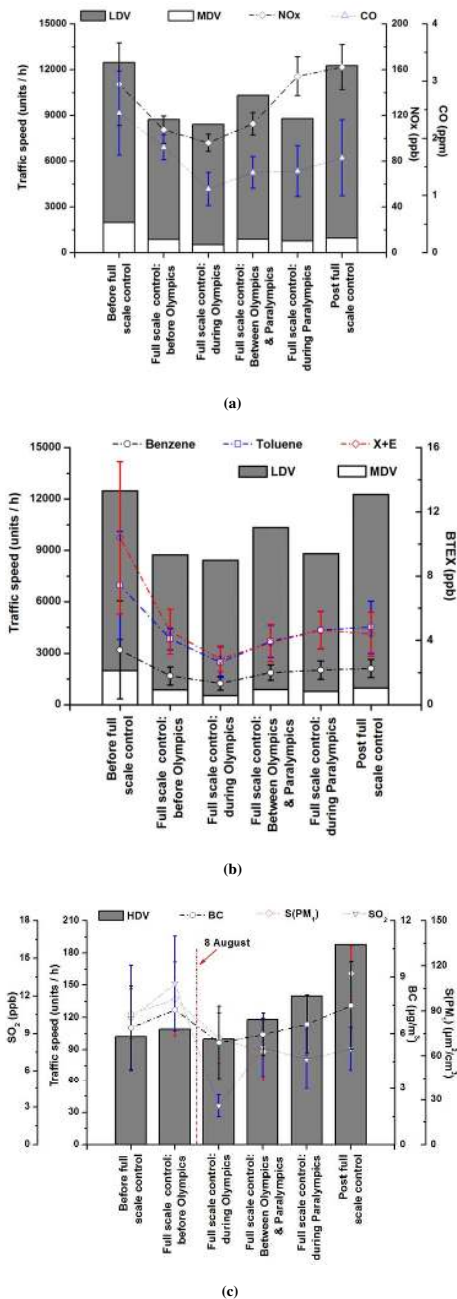 LDV MDV NOx CO
15000 200 4
12000 160 3
9000 120
2
6000 80
1
3000 40
0 0 0
Traffic speed (units / h)
NOx (ppb)
CO (ppm)
Before full scale control
Full scale control: before Olympics
Full scale control: during Olympics
Full scale control: Between Olympics & Paralympics
Full scale control: during Paralympics
Post full scale control
(a)
Benzene Toluene X+E
LDV MDV
15000 16
12000 12
9000
8
6000
4
3000
0 0
Traffic speed (units / h)
BTEX (ppb)
Before full scale control
Full scale control: before Olympics
Full scale control: during Olympics
Full scale control: Between Olympics & Paralympics
Full scale control: during Paralympics
Post full scale control
(b)
HDV BC S(PM1) SO2
8 August
18 210 12 150
15 180 120
12 150 9
9 120 6 90
90 60
6 60 3
3 30 30
0 0 0 0
SO2 (ppb)
Traffic speed (units / h)
BC (μg/m3)
S(PM1) (μm2/cm3)
Before full scale control
Full scale control: before Olympics
Full scale control: during Olympics
Full scale control: Between Olympics & Paralympics
Full scale control: during Paralympics
Post full scale control
(c)